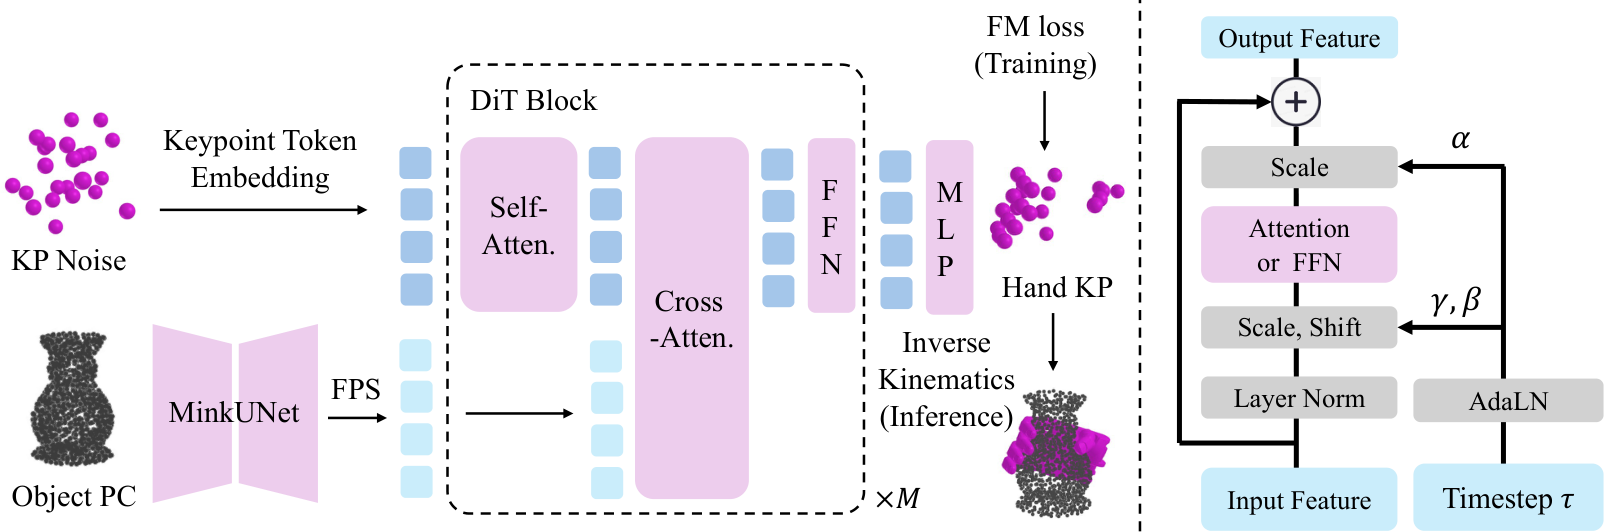 KP Noise
Keypoint Token
Embedding
Object PC
MinkUNet
FPS
DiT Block
Self-
Atten.
Cross
-Atten.
F
F
N
×M
M
L
P
FM loss
(Training)
Hand KP
Inverse
Kinematics
(Inference)
Output Feature
+
Scale
α
Attention
or FFN
Scale, Shift
γ, β
Layer Norm
AdaLN
Input Feature
Timestep τ